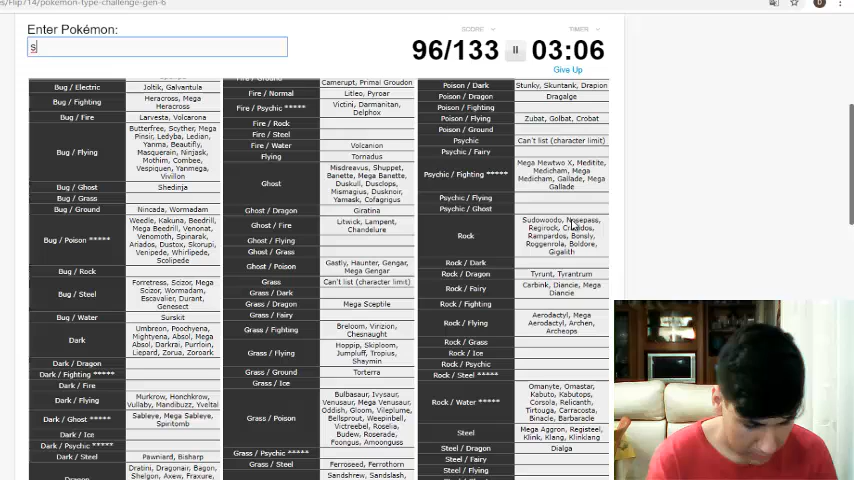 s/Flip714/pokemon-type-challenge-gen-6
Enter Pokémon:
s
SCORE
TIMER
96/133
03:06
Give Up
Bug / Electric
Joltik, Galvantula
Bug / Fighting
Heracross, Mega
Heracross
Bug / Fire
Larvesta, Volcarona
Bug / Flying
Butterfree, Scyther, Mega
Pinsir, Ledyba, Ledian,
Yanma, Beautifly,
Masquerain, Ninjask,
Mothim, Combee,
Vespiquen, Yanmega,
Vivillon
Bug / Ghost
Shedinja
Bug / Grass
Bug / Ground
Nincada, Wormadam
Bug / Poison *****
Weedle, Kakuna, Beedrill,
Mega Beedrill, Venonat,
Venomoth, Spinarak,
Ariados, Dustox, Skorupi,
Venipede, Whirlipede,
Scolipede
Bug / Rock
Bug / Steel
Forretress, Scizor, Mega
Scizor, Wormadam,
Escavalier, Durant,
Genesect
Bug / Water
Surskit
Dark
Umbreon, Poochyena,
Mightyena, Absol, Mega
Absol, Darkrai, Purrloin,
Liepard, Zorua, Zoroark
Dark / Dragon
Dark / Fighting *****
Dark / Fire
Dark / Flying
Murkrow, Honchkrow,
Vullaby, Mandibuzz, Yveltal
Dark / Ghost *****
Sableye, Mega Sableye,
Spiritomb
Dark / Ice
Dark / Psychic *****
Dark / Steel
Pawniard, Bisharp
Dragon
Dratini, Dragonair, Bagon,
Shelgon, Axew, Fraxure,
Fire / Ground
Camerupt, Primal Groudon
Fire / Normal
Litleo, Pyroar
Fire / Psychic *****
Victini, Darmanitan,
Delphox
Fire / Rock
Fire / Steel
Fire / Water
Volcanion
Flying
Tornadus
Ghost
Misdreavus, Shuppet,
Banette, Mega Banette,
Duskull, Dusclops,
Mismagius, Dusknoir,
Yamask, Cofagrigus
Ghost / Dragon
Giratina
Ghost / Fire
Litwick, Lampent,
Chandelure
Ghost / Flying
Ghost / Grass
Ghost / Poison
Gastly, Haunter, Gengar,
Mega Gengar
Grass
Can't list (character limit)
Grass / Dark
Grass / Dragon
Mega Sceptile
Grass / Fairy
Grass / Fighting
Breloom, Virizion,
Chesnaught
Grass / Flying
Hoppip, Skiploom,
Jumpluff, Tropius,
Shaymin
Grass / Ground
Torterra
Grass / Ice
Grass / Poison
Bulbasaur, Ivysaur,
Venusaur, Mega Venusaur,
Oddish, Gloom, Vileplume,
Bellsprout, Weepinbell,
Victreebel, Roselia,
Budew, Roserade,
Foongus, Amoonguss
Grass / Psychic *****
Grass / Steel
Ferroseed, Ferrothorn
Sandshrew, Sandslash,
Poison / Dark
Stunky, Skuntank, Drapion
Poison / Dragon
Dragalge
Poison / Fighting
Poison / Flying
Zubat, Golbat, Crobat
Poison / Ground
Psychic
Can't list (character limit)
Psychic / Fairy
Psychic / Fighting *****
Mega Mewtwo X, Meditite,
Medicham, Mega
Medicham, Gallade, Mega
Gallade
Psychic / Flying
Psychic / Ghost
Rock
Sudowoodo, Nosepass,
Regirock, Cranidos,
Rampardos, Bonsly,
Roggenrola, Boldore,
Gigalith
Rock / Dark
Rock / Dragon
Tyrunt, Tyrantrum
Rock / Fairy
Carbink, Diancie, Mega
Diancie
Rock / Fighting
Rock / Flying
Aerodactyl, Mega
Aerodactyl, Archen,
Archeops
Rock / Grass
Rock / Ice
Rock / Psychic
Rock / Steel *****
Rock / Water *****
Omanyte, Omastar,
Kabuto, Kabutops,
Corsola, Relicanth,
Tirtouga, Carracosta,
Binacle, Barbaracle
Steel
Mega Aggron, Registeel,
Klink, Klang, Klinklang
Steel / Dragon
Dialga
Steel / Fairy
Steel / Flying